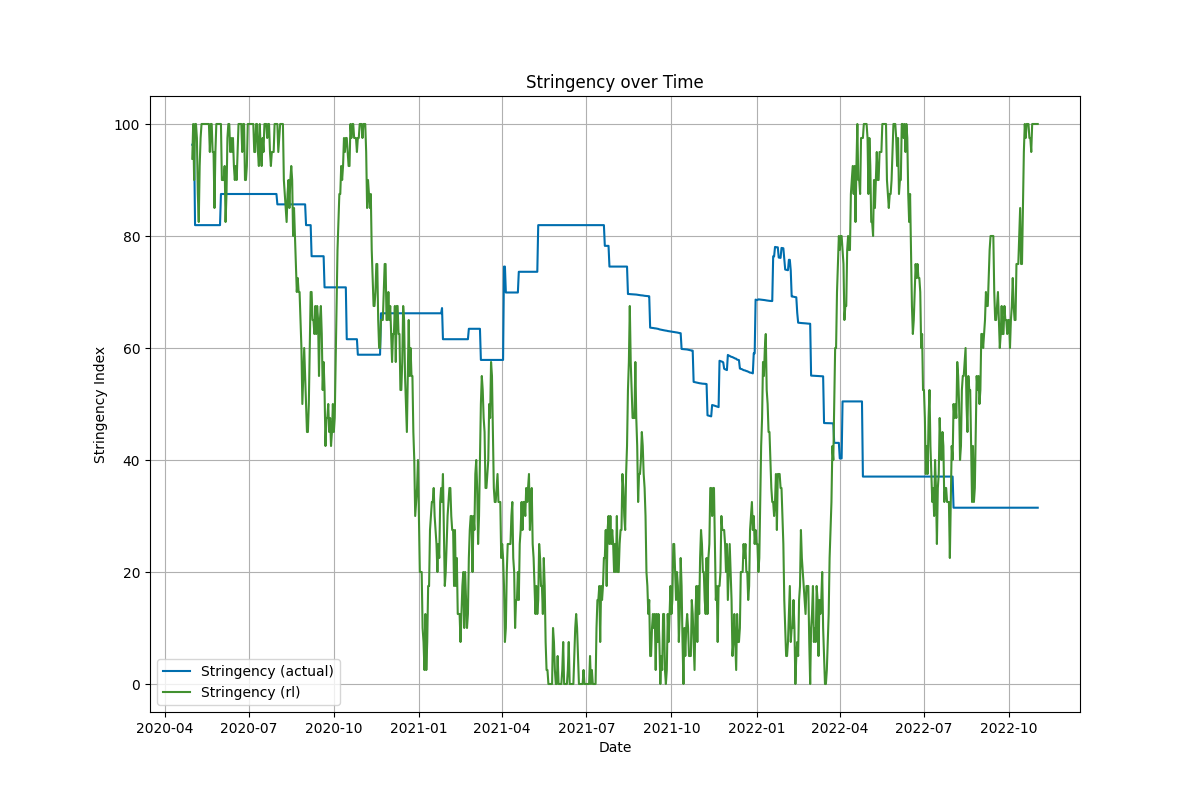 Stringency over Time
Stringency Index
100
80
60
40
20
0
Stringency (actual)
Stringency (rl)
2020-04 2020-07 2020-10 2021-01 2021-04 2021-07 2021-10 2022-01 2022-04 2022-07 2022-10
Date